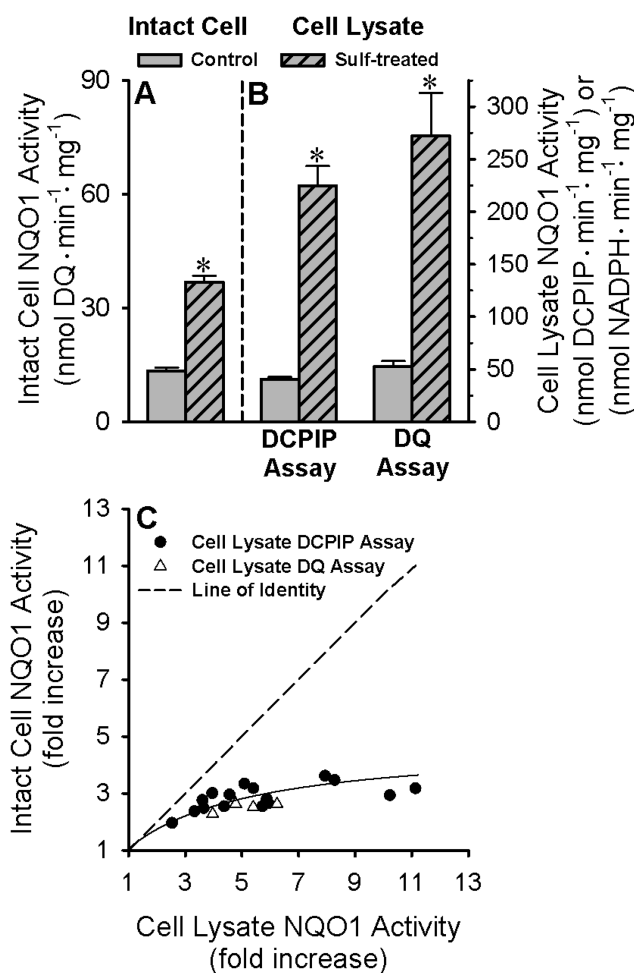 Intact Cell Cell Lysate
Control Sulf-treated
A
B
90
60
30
0
Intact Cell NQO1 Activity
(nmol DQ · min⁻¹ · mg⁻¹)
*
*
*
300
250
200
150
100
50
0
Cell Lysate NQO1 Activity
(nmol DCPIP · min⁻¹ · mg⁻¹) or
(nmol NADPH · min⁻¹ · mg⁻¹)
DCPIP
Assay
DQ
Assay
C
Cell Lysate DCPIP Assay
Cell Lysate DQ Assay
Line of Identity
13
11
9
7
5
3
1
Intact Cell NQO1 Activity
(fold increase)
1 3 5 7 9 11 13
Cell Lysate NQO1 Activity
(fold increase)